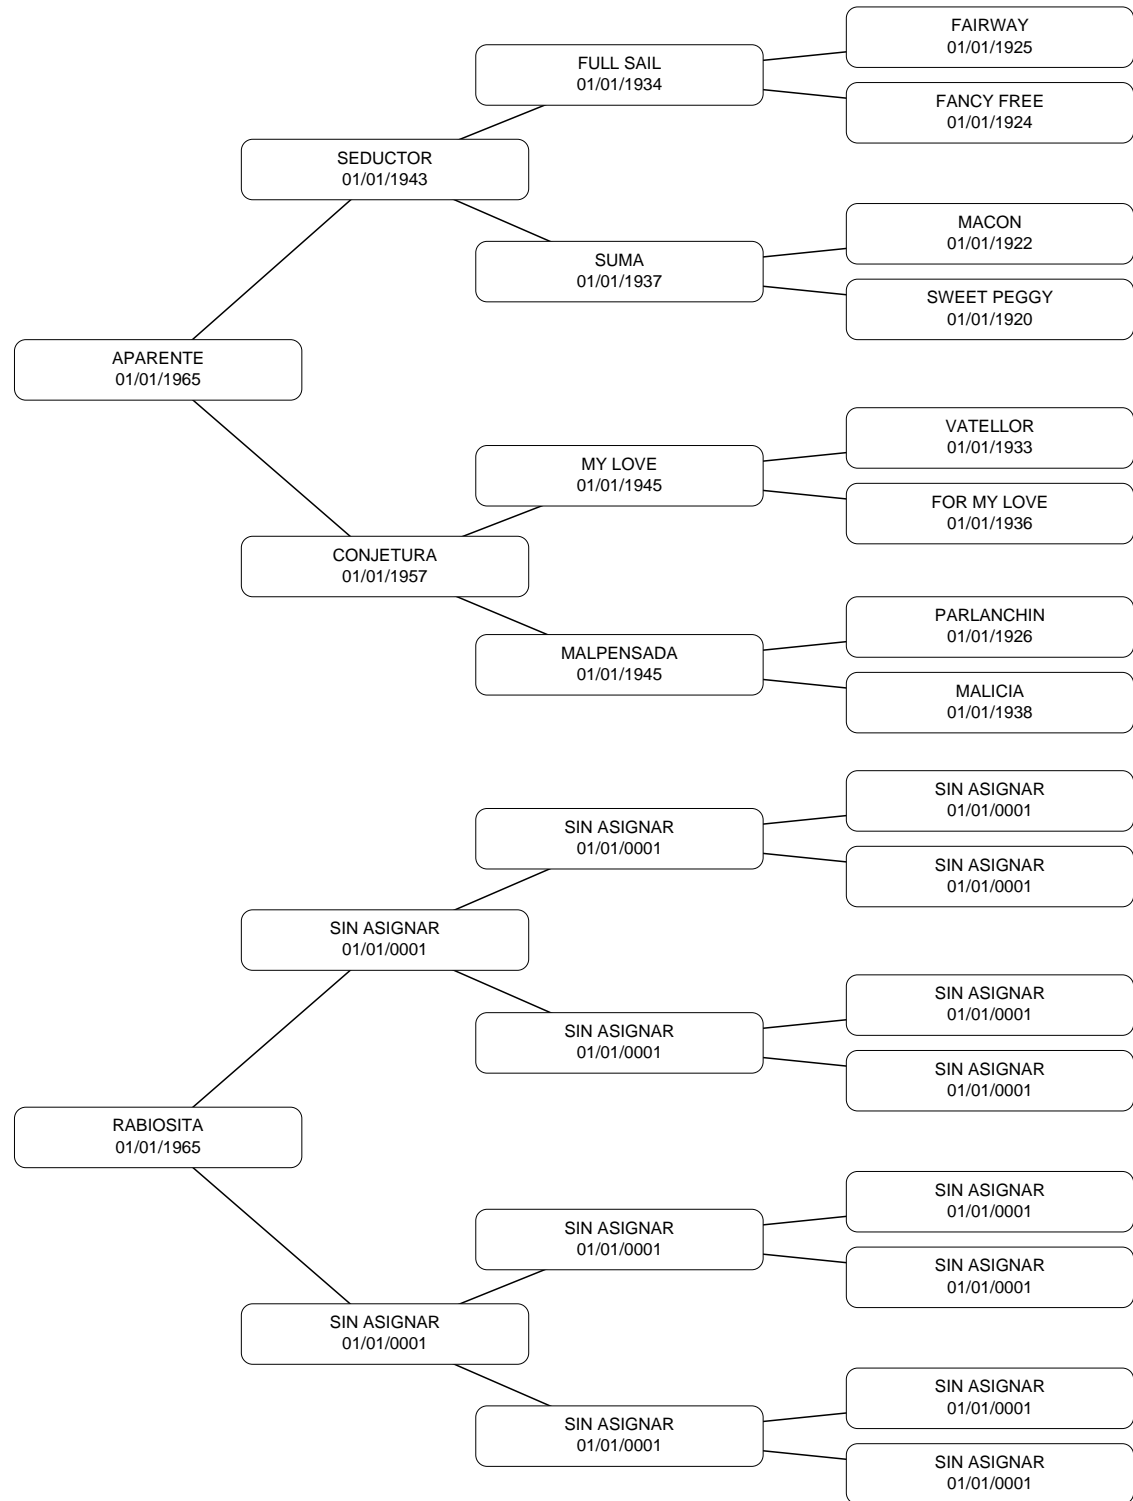 FAIRWAY
01/01/1925
FULL SAIL
01/01/1934
FANCY FREE
01/01/1924
SEDUCTOR
01/01/1943
MACON
01/01/1922
SUMA
01/01/1937
SWEET PEGGY
01/01/1920
APARENTE
01/01/1965
VATELLOR
01/01/1933
MY LOVE
01/01/1945
FOR MY LOVE
01/01/1936
CONJETURA
01/01/1957
PARLANCHIN
01/01/1926
MALPENSADA
01/01/1945
MALICIA
01/01/1938
SIN ASIGNAR
01/01/0001
SIN ASIGNAR
01/01/0001
SIN ASIGNAR
01/01/0001
SIN ASIGNAR
01/01/0001
SIN ASIGNAR
01/01/0001
SIN ASIGNAR
01/01/0001
SIN ASIGNAR
01/01/0001
RABIOSITA
01/01/1965
SIN ASIGNAR
01/01/0001
SIN ASIGNAR
01/01/0001
SIN ASIGNAR
01/01/0001
SIN ASIGNAR
01/01/0001
SIN ASIGNAR
01/01/0001
SIN ASIGNAR
01/01/0001
SIN ASIGNAR
01/01/0001